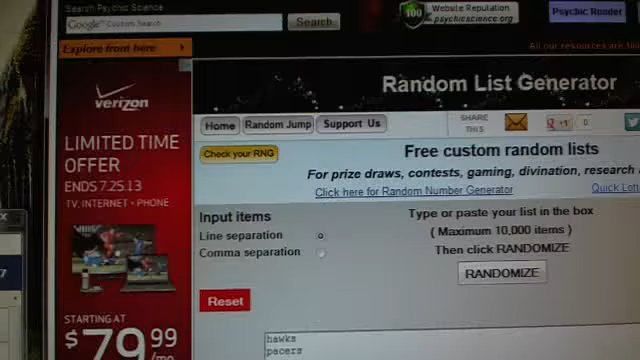 Search Psychic Science
Google™ Custom Search
Search
100
Website Reputation
psychicscience.org
Psychic Reader
Explore from here
All our resources are
verizon
LIMITED TIME
OFFER
ENDS 7.25.13
TV, INTERNET + PHONE
STARTING AT
$79 99
/mo
Random List Generator
Home
Random Jump
Support Us
SHARE
THIS
+1
0
Check your RNG
Free custom random lists
For prize draws, contests, gaming, divination, research
Click here for Random Number Generator
Quick Lott
Input items
Type or paste your list in the box
Line separation
( Maximum 10,000 items )
Comma separation
Then click RANDOMIZE
RANDOMIZE
Reset
hawks
pacers
7